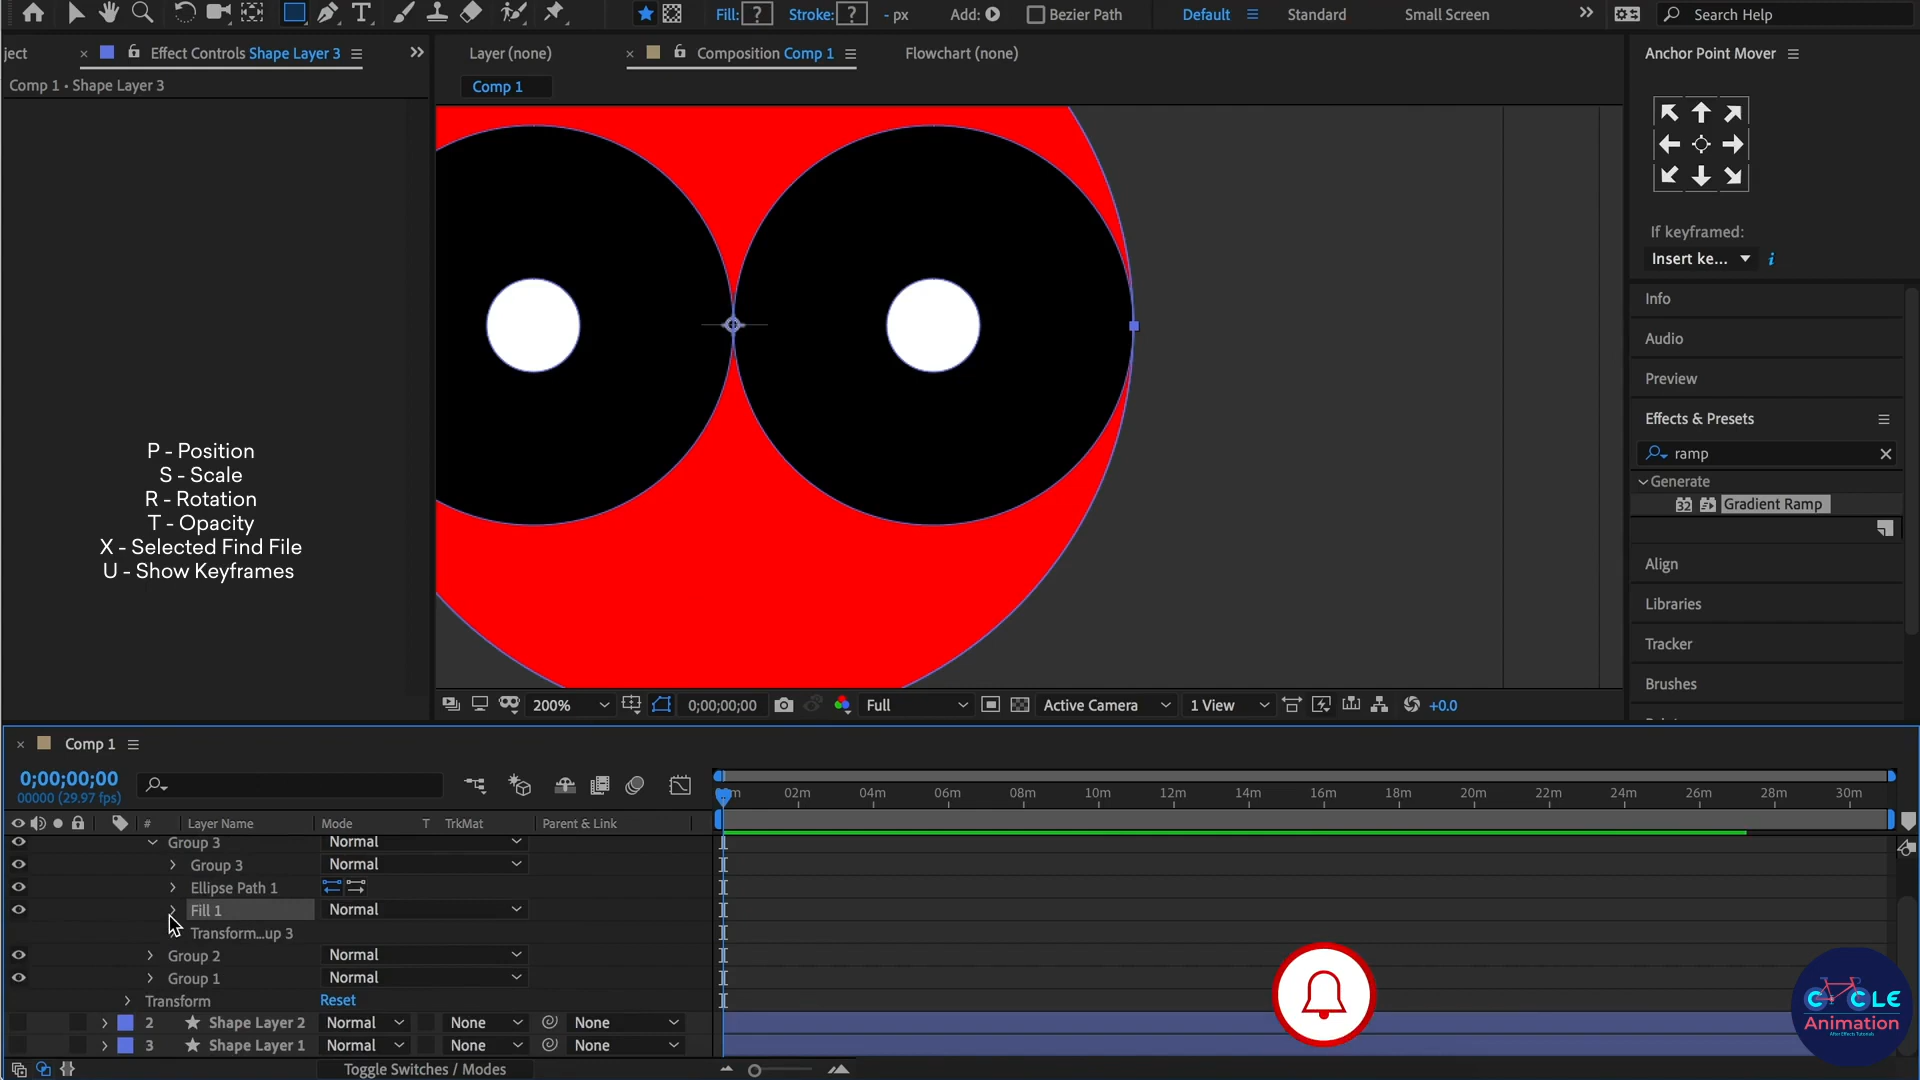 Fill: ? Stroke: ? - px Add: Bezier Path Default Standard Small Screen Search Help
ject Effect Controls Shape Layer 3 Layer (none) Composition Comp 1 Flowchart (none) Anchor Point Mover
Comp 1 • Shape Layer 3
Comp 1
If keyframed:
Insert ke...
Info
Audio
Preview
Effects & Presets
ramp
Generate
32 Gradient Ramp
Align
Libraries
Tracker
Brushes
P - Position
S - Scale
R - Rotation
T - Opacity
X - Selected Find File
U - Show Keyframes
200% 0;00;00;00 Full Active Camera 1 View +0.0
Comp 1
0;00;00;00
00000 (29.97 fps)
02m 04m 06m 08m 10m 12m 14m 16m 18m 20m 22m 24m 26m 28m 30m
# Layer Name Mode T TrkMat Parent & Link
Group 3 Normal
Group 3 Normal
Ellipse Path 1
Fill 1 Normal
Transform...up 3
Group 2 Normal
Group 1 Normal
Transform Reset
2 Shape Layer 2 Normal None None
3 Shape Layer 1 Normal None None
Toggle Switches / Modes
CYCLE
Animation
After Effects Tutorials